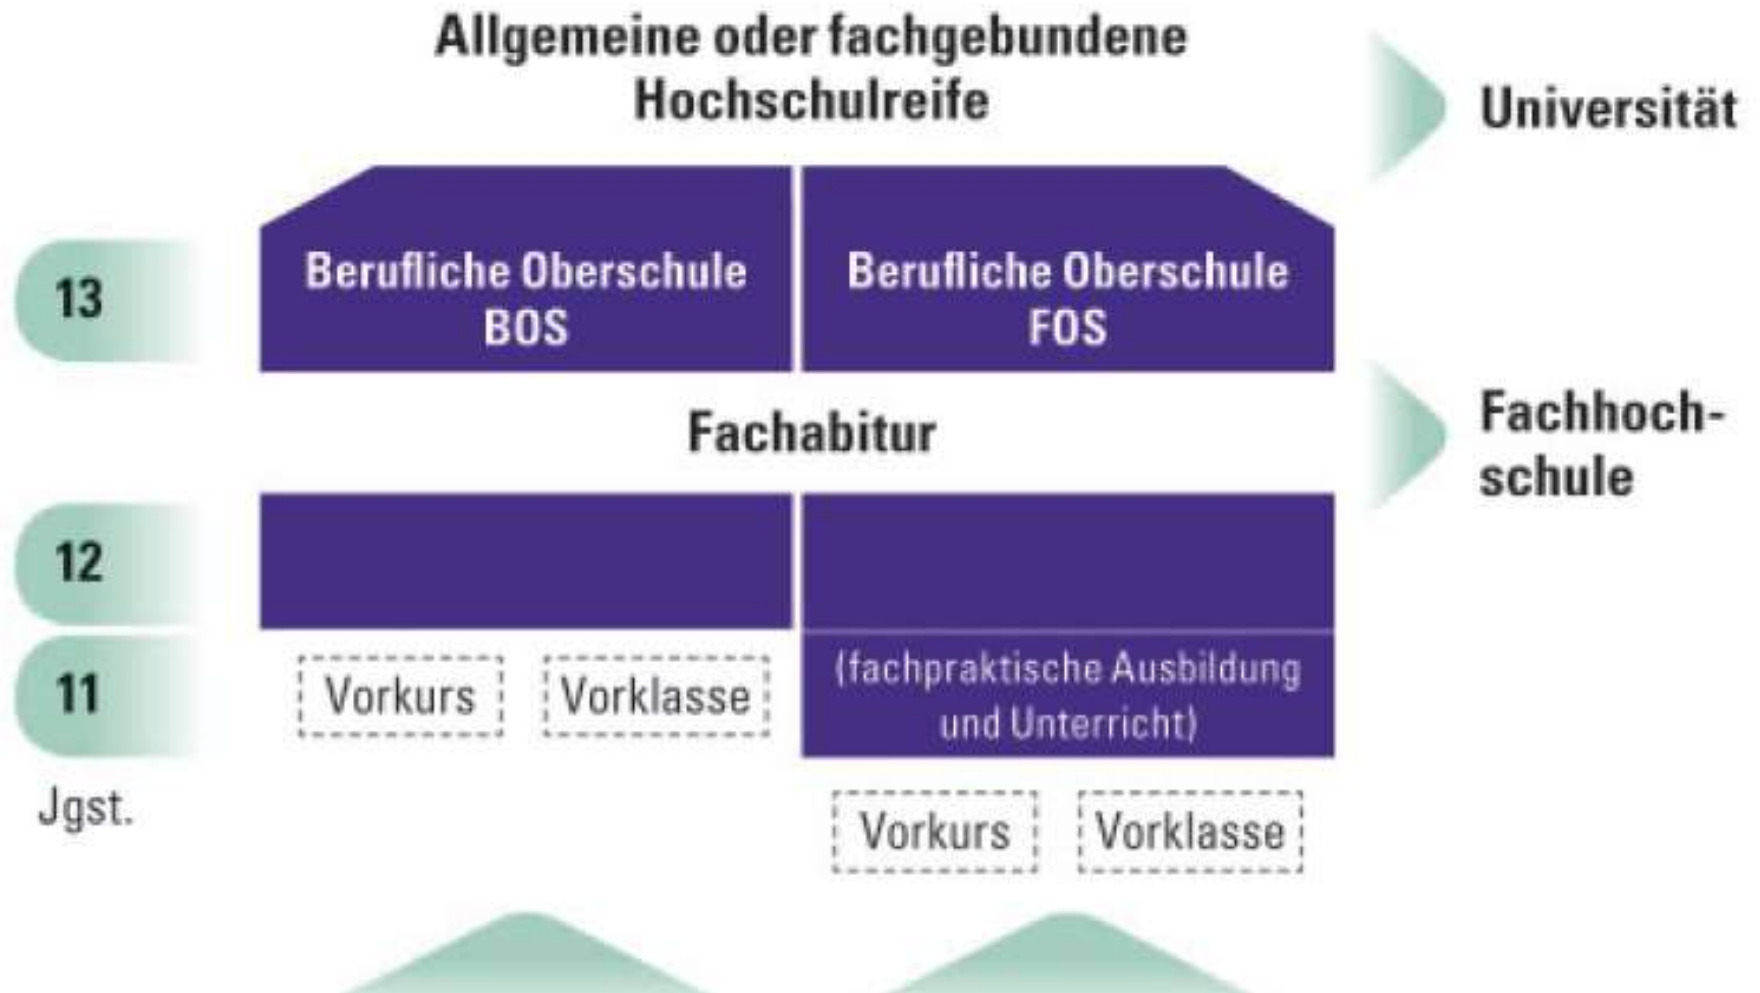 Allgemeine oder fachgebundene
Hochschulreife
Universität
13
Berufliche Oberschule
BOS
Berufliche Oberschule
FOS
Fachabitur
Fachhoch-
schule
12
11
Vorkurs
Vorklasse
(fachpraktische Ausbildung
und Unterricht)
Jgst.
Vorkurs
Vorklasse